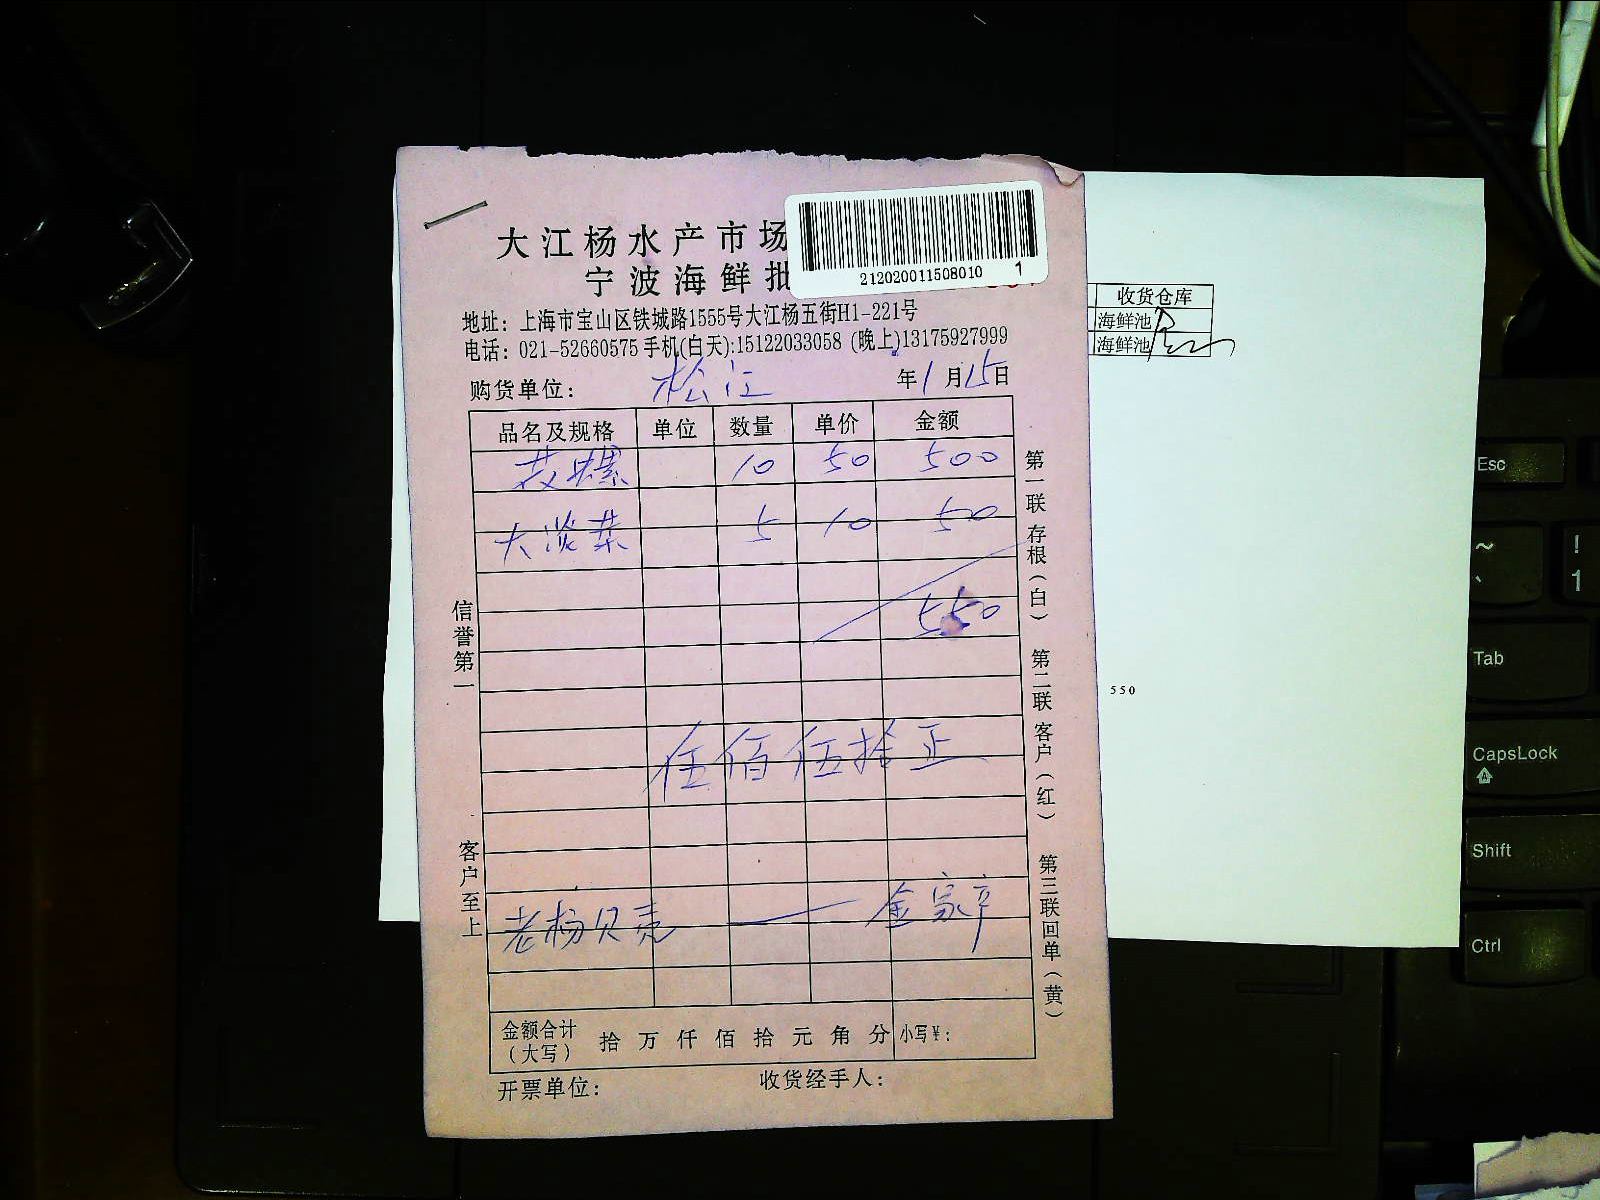 大江杨水产市场
宁波海鲜批
212020011508010 1
地址：上海市宝山区铁城路1555号大江杨五街H1-221号
电话：021-52660575 手机(白天):15122033058 (晚上)13175927999
购货单位： 松江 年1月15日
品名及规格 单位 数量 单价 金额
花螺 10 50 500
大淡菜 5 10 50
550
伍佰伍拾正
老杨贝壳 — 金家辛
金额合计（大写） 拾 万 仟 佰 拾 元 角 分 小写¥：
开票单位： 收货经手人：
信誉第一
客户至上
第一联 存根（白）
第二联 客户（红）
第三联 回单（黄）
收货仓库
海鲜池
海鲜池
550
Esc
~ `
! 1
Tab
CapsLock
Shift
Ctrl